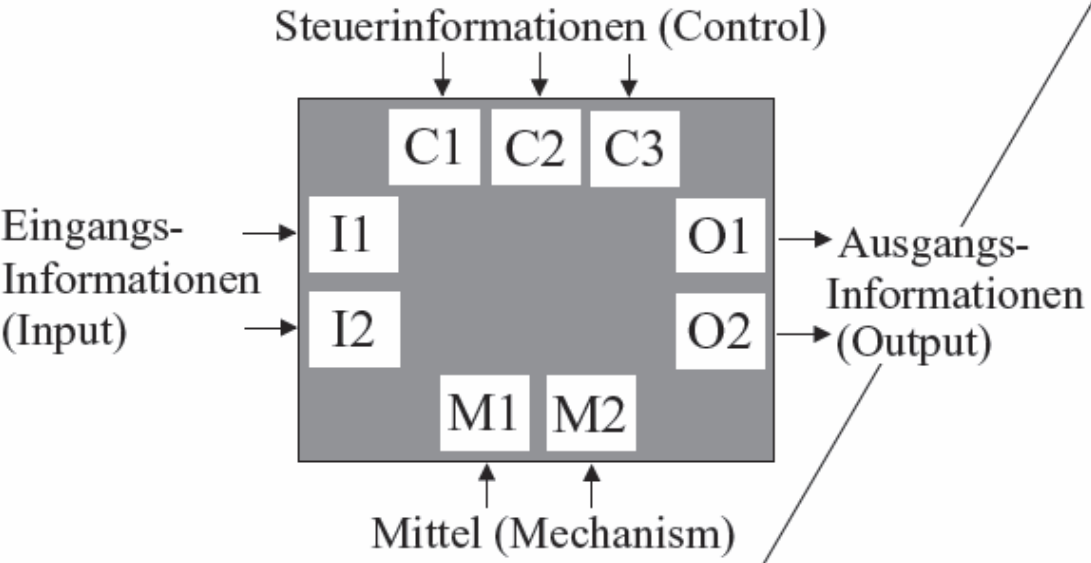 Steuerinformationen (Control)
C1 C2 C3
Eingangs-
Informationen
(Input)
I1
I2
O1
O2
Ausgangs-
Informationen
(Output)
M1 M2
Mittel (Mechanism)